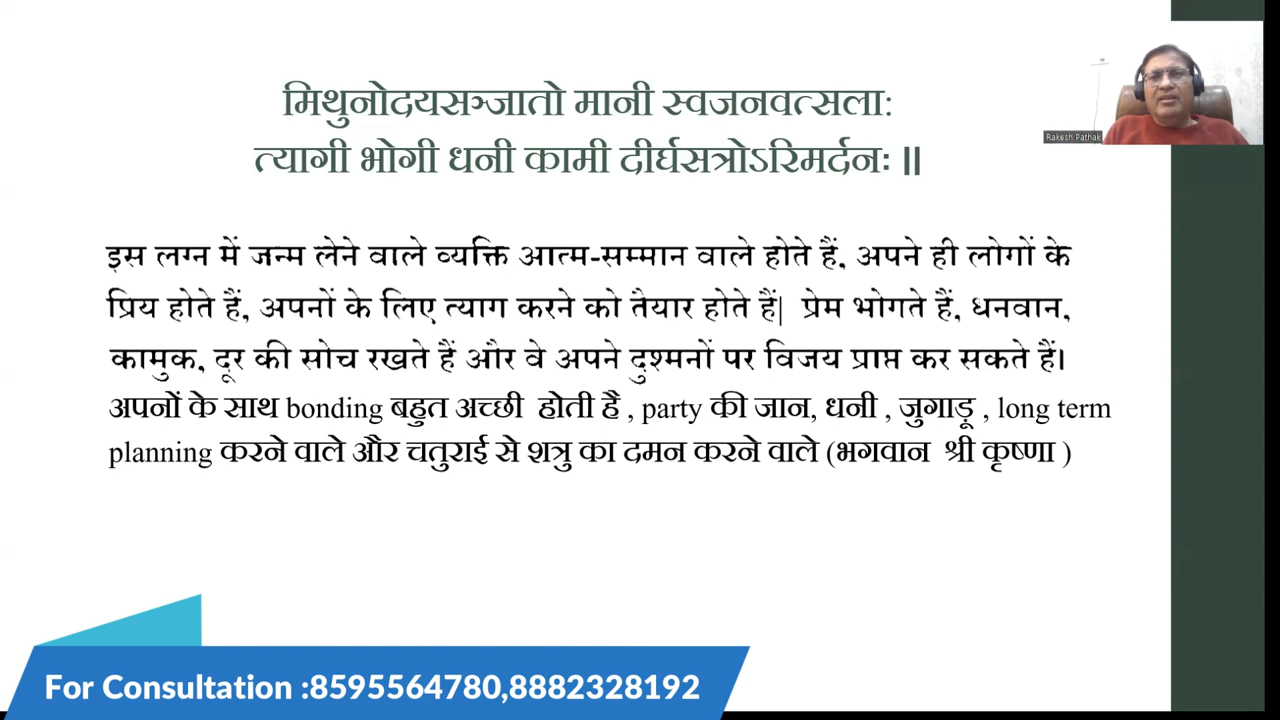 मिथुनोदयसञ्जातो मानी स्वजनवत्सला:
त्यागी भोगी धनी कामी दीर्घसत्रोऽरिमर्दनः ॥
Rakesh Pathak
इस लग्न में जन्म लेने वाले व्यक्ति आत्म-सम्मान वाले होते हैं, अपने ही लोगों के
प्रिय होते हैं, अपनों के लिए त्याग करने को तैयार होते हैं| प्रेम भोगते हैं, धनवान,
कामुक, दूर की सोच रखते हैं और वे अपने दुश्मनों पर विजय प्राप्त कर सकते हैं।
अपनों के साथ bonding बहुत अच्छी होती है , party की जान, धनी , जुगाड़ू , long term
planning करने वाले और चतुराई से शत्रु का दमन करने वाले (भगवान श्री कृष्णा )
For Consultation :8595564780,8882328192